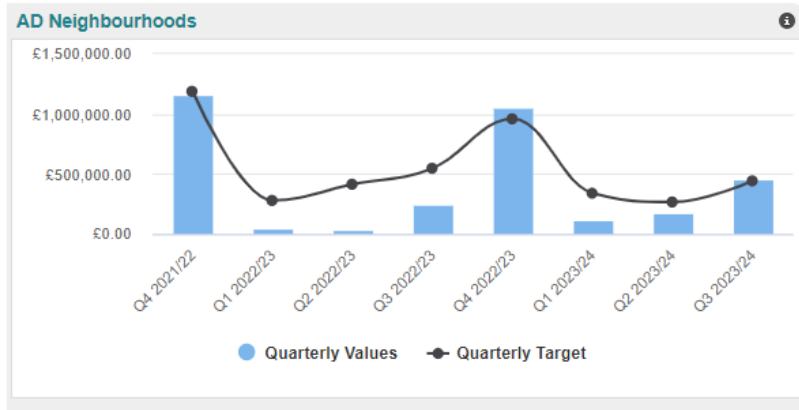 AD Neighbourhoods
£1,500,000.00
£1,000,000.00
£500,000.00
£0.00
Q4 2021/22
Q1 2022/23
Q2 2022/23
Q3 2022/23
Q4 2022/23
Q1 2023/24
Q2 2023/24
Q3 2023/24
Quarterly Values
Quarterly Target